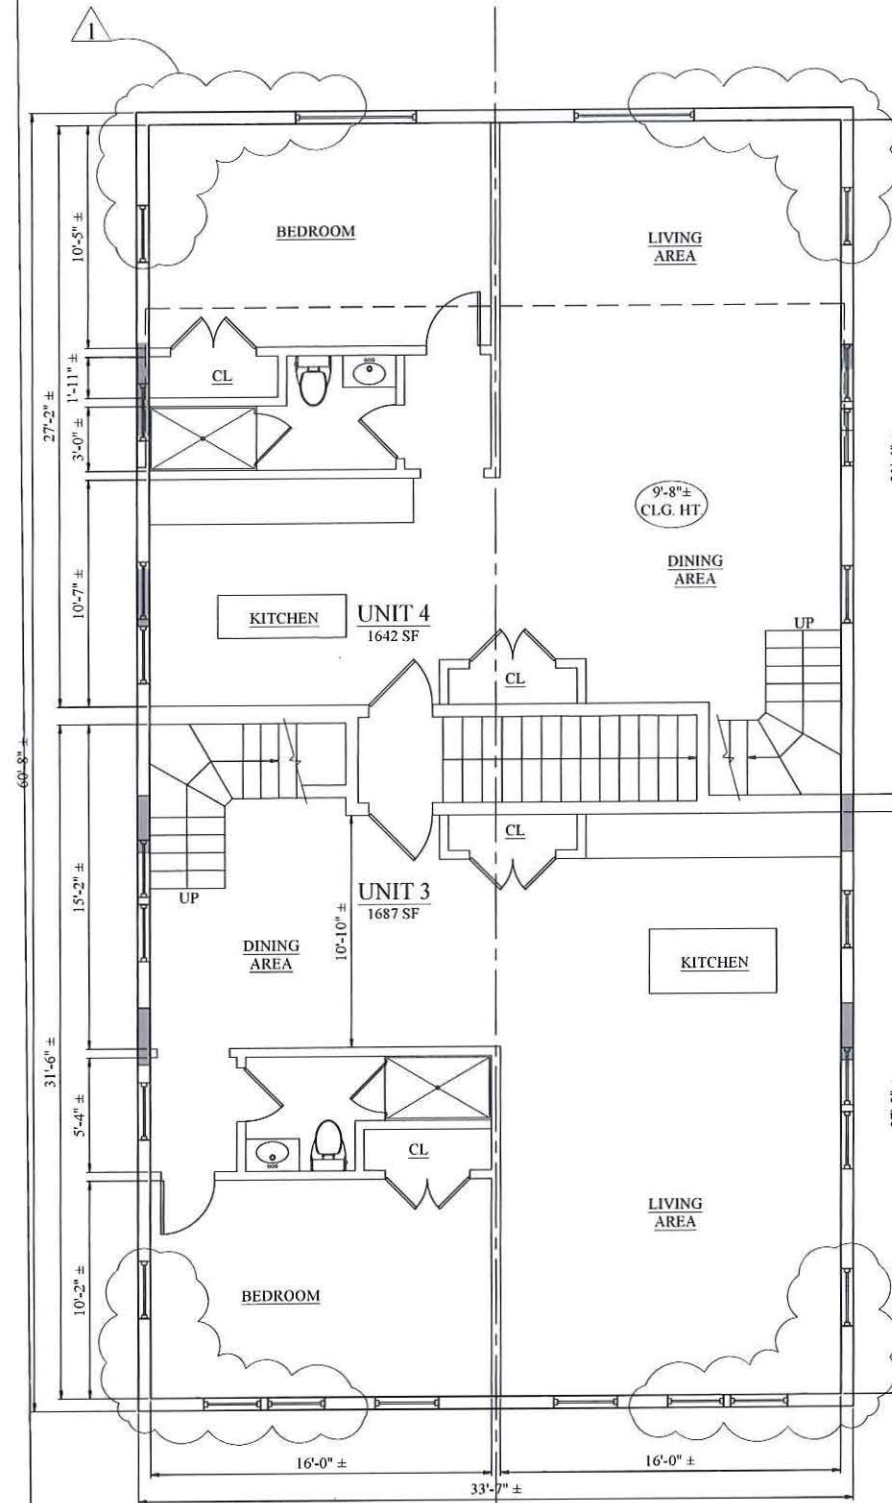 1
BEDROOM
LIVING
AREA
10'-5" ±
CL
1'-11" ±
27'-2" ±
3'-0" ±
9'-8"±
CLG. HT.
DINING
AREA
10'-7" ±
KITCHEN
UNIT 4
1642 SF
UP
CL
60'-8" ±
CL
UP
UNIT 3
1687 SF
15'-2" ±
10'-10" ±
DINING
AREA
KITCHEN
31'-6" ±
5'-4" ±
CL
LIVING
AREA
10'-2" ±
BEDROOM
16'-0" ±
16'-0" ±
33'-7" ±